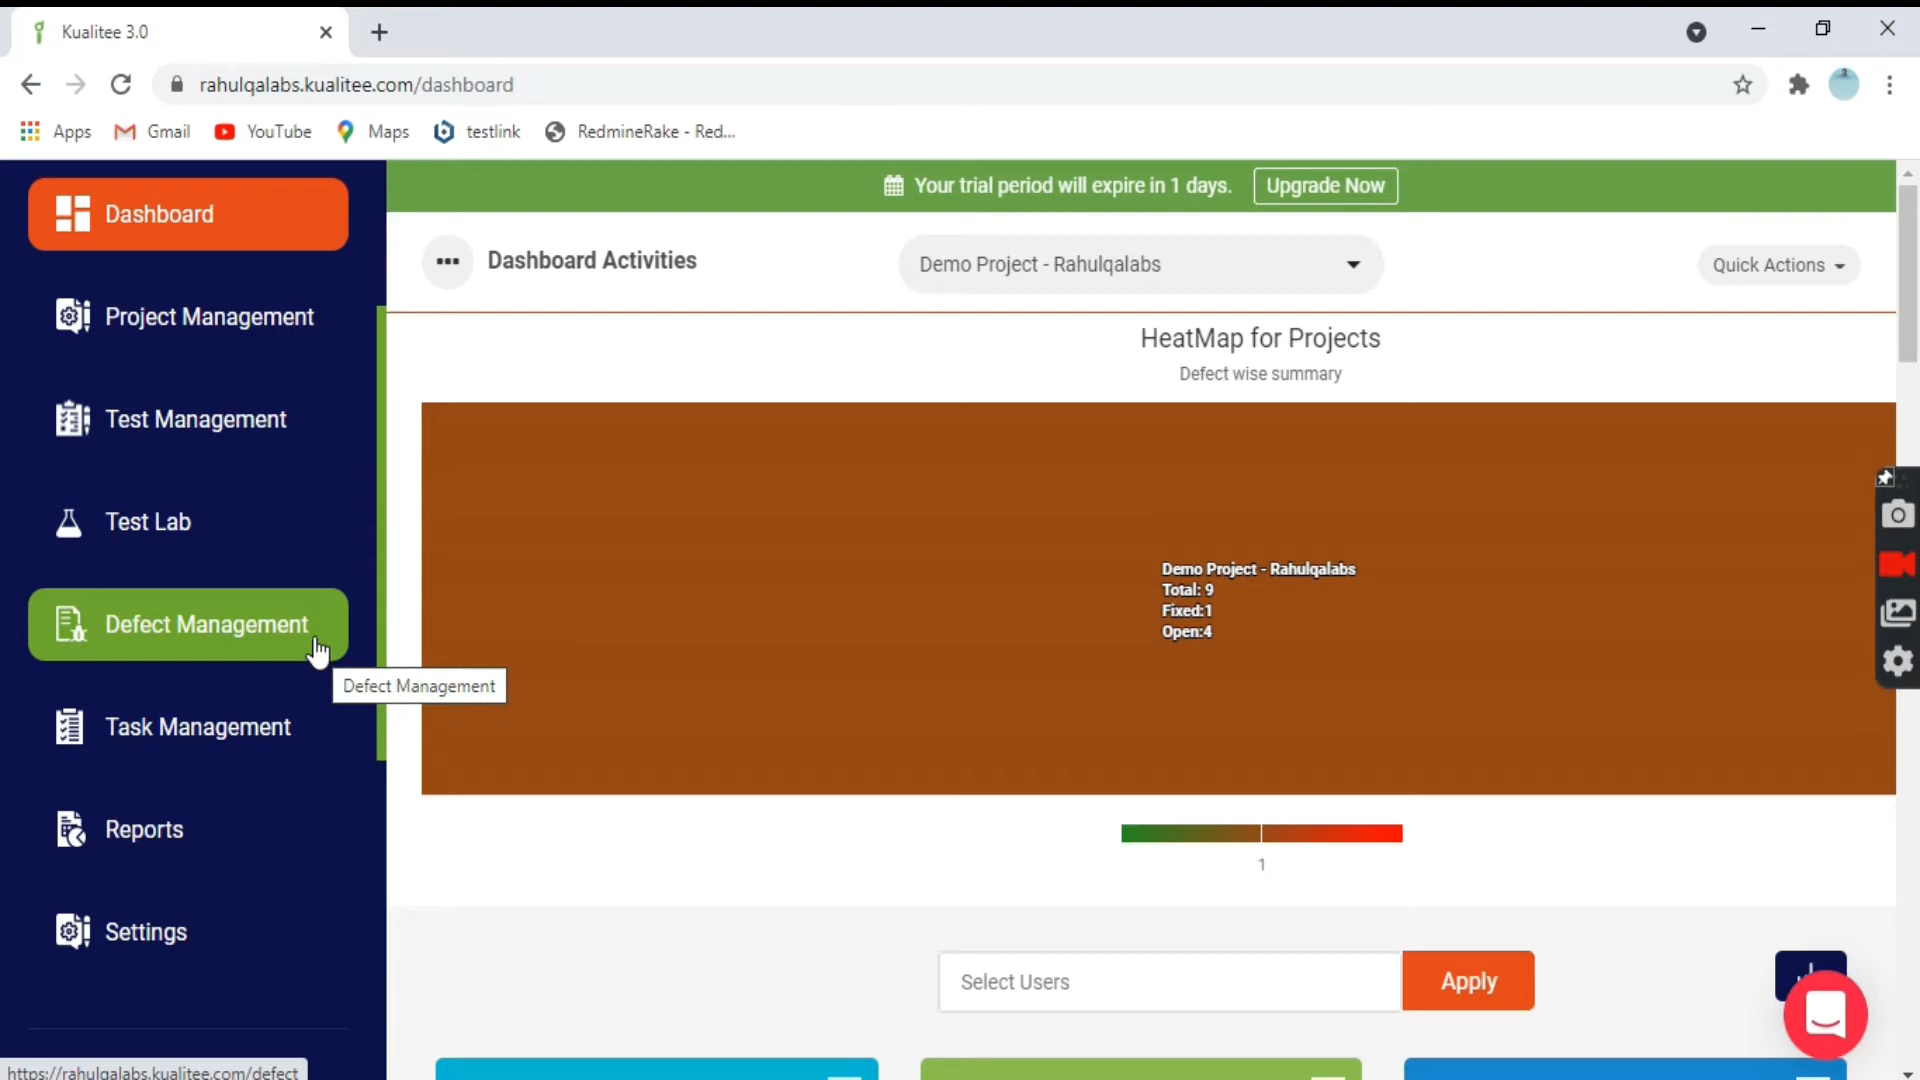 Kualitee 3.0
rahulqalabs.kualitee.com/dashboard
Apps
Gmail
YouTube
Maps
testlink
RedmineRake - Red...
Your trial period will expire in 1 days.
Upgrade Now
Dashboard
Project Management
Test Management
Test Lab
Defect Management
Defect Management
Task Management
Reports
Settings
Dashboard Activities
Demo Project - Rahulqalabs
Quick Actions
HeatMap for Projects
Defect wise summary
Demo Project - Rahulqalabs
Total: 9
Fixed:1
Open:4
1
Select Users
Apply
https://rahulqalabs.kualitee.com/defect